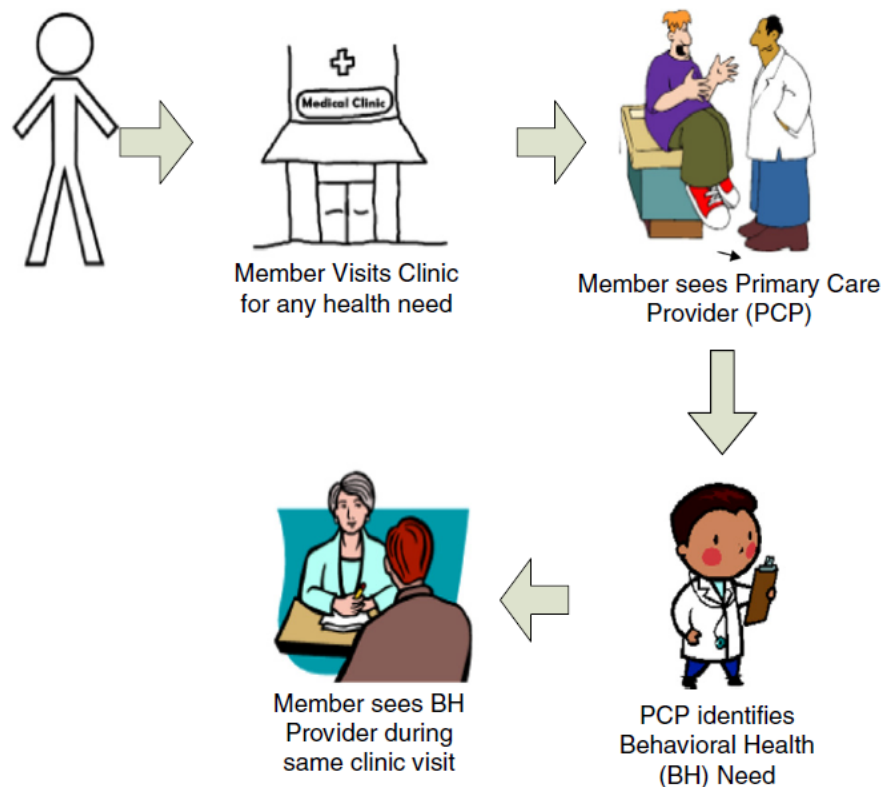 Medical Clinic
Member Visits Clinic
for any health need
Member sees Primary Care
Provider (PCP)
PCP identifies
Behavioral Health
(BH) Need
Member sees BH
Provider during
same clinic visit